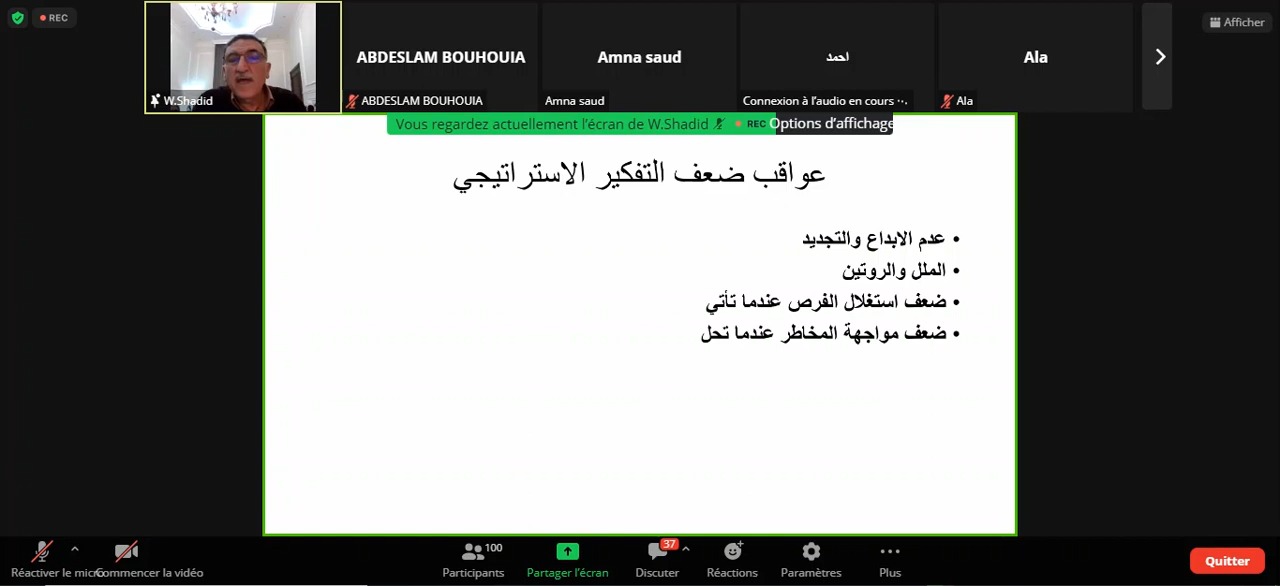 REC
Afficher
ABDESLAM BOUHOUIA
Amna saud
احمد
Ala
W.Shadid
ABDESLAM BOUHOUIA
Amna saud
Connexion à l'audio en cours ···
Ala
Vous regardez actuellement l'écran de W.Shadid
REC
Options d'affichage
عواقب ضعف التفكير الاستراتيجي
• عدم الابداع والتجديد
• الملل والروتين
• ضعف استغلال الفرص عندما تأتي
• ضعف مواجهة المخاطر عندما تحل
100
37
Réactiver le micro
Commencer la vidéo
Participants
Partager l'écran
Discuter
Réactions
Paramètres
Plus
Quitter